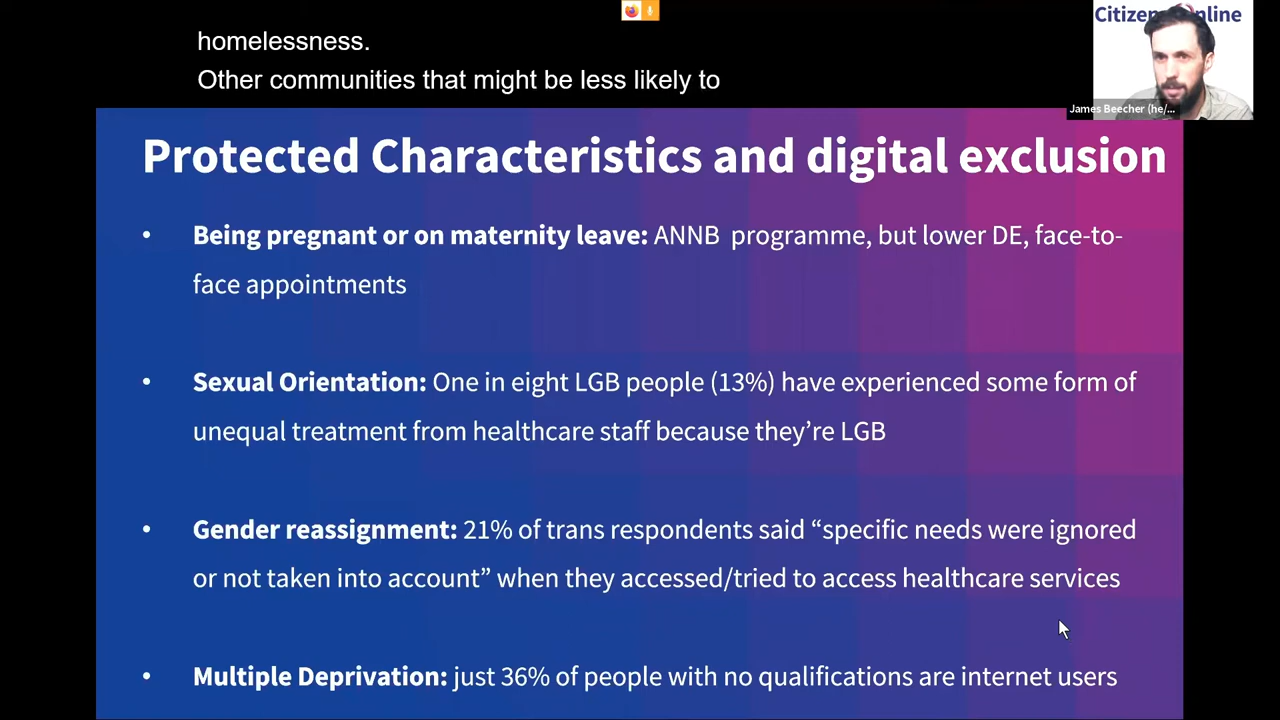 homelessness.
Other communities that might be less likely to
Citizens Online
James Beecher (he/...
Protected Characteristics and digital exclusion
• Being pregnant or on maternity leave: ANNB programme, but lower DE, face-to-
face appointments
• Sexual Orientation: One in eight LGB people (13%) have experienced some form of
unequal treatment from healthcare staff because they’re LGB
• Gender reassignment: 21% of trans respondents said “specific needs were ignored
or not taken into account” when they accessed/tried to access healthcare services
• Multiple Deprivation: just 36% of people with no qualifications are internet users